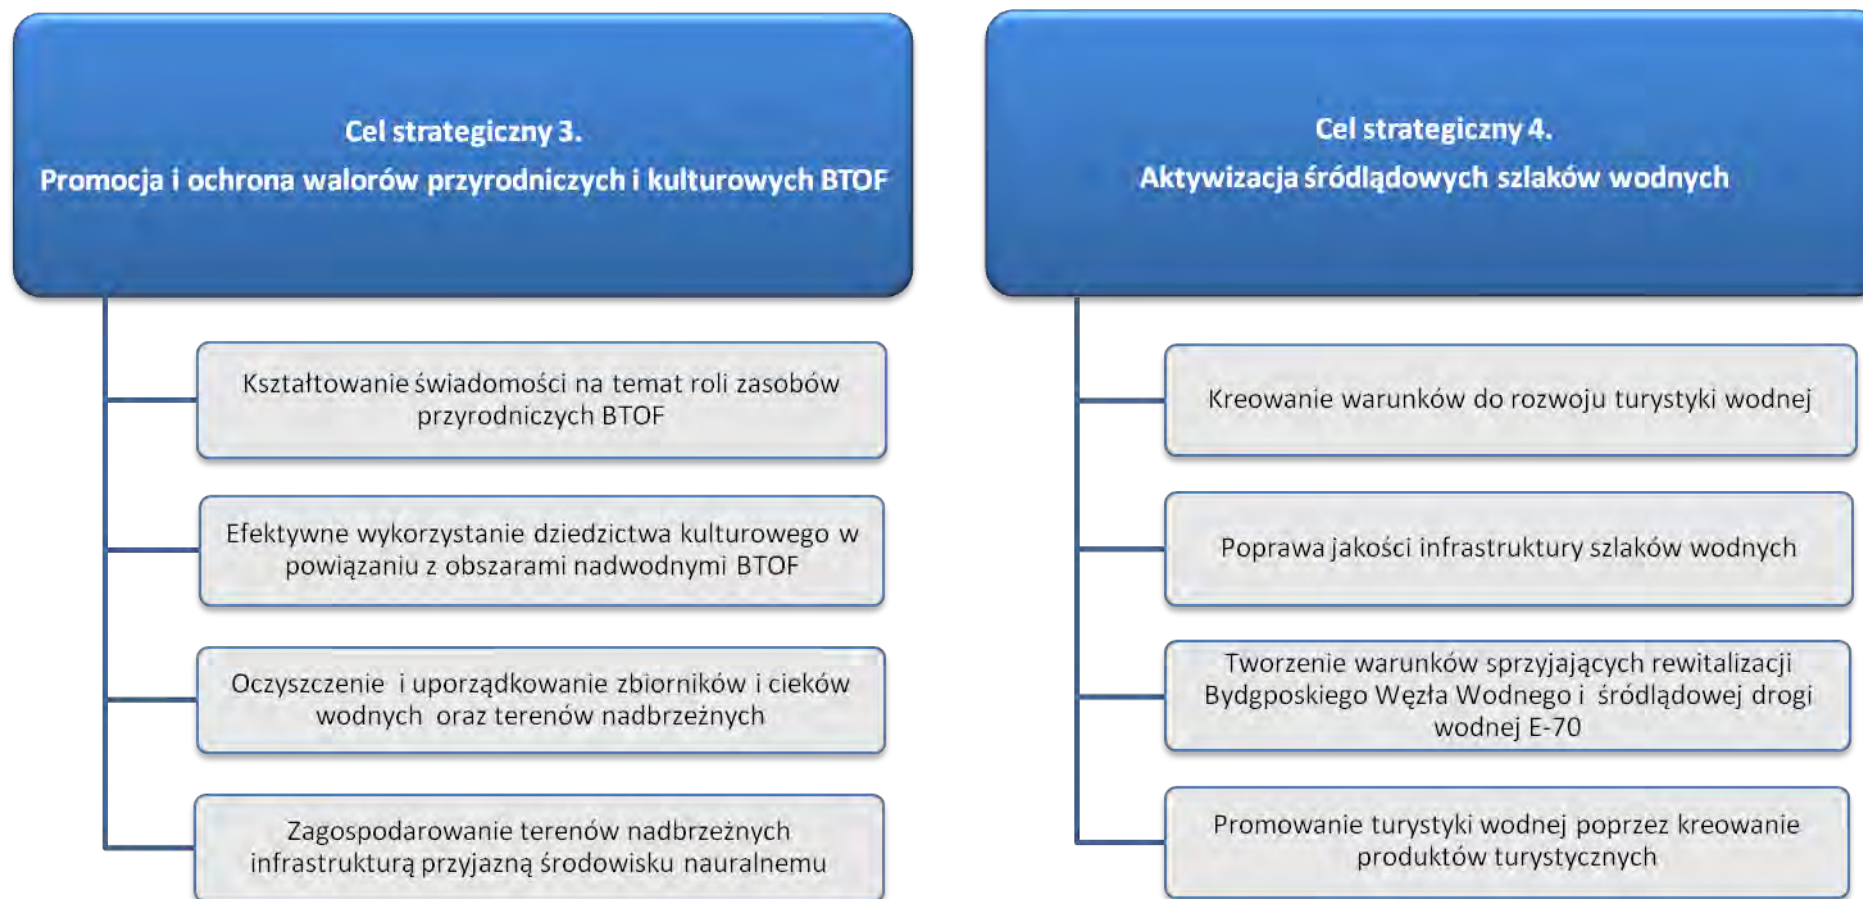 Cel strategiczny 3.
Promocja i ochrona walorów przyrodniczych i kulturowych BTOF
Kształtowanie świadomości na temat roli zasobów
przyrodniczych BTOF
Efektywne wykorzystanie dziedzictwa kulturowego w
powiązaniu z obszarami nadwodnymi BTOF
Oczyszczenie i uporządkowanie zbiorników i cieków
wodnych oraz terenów nadbrzeżnych
Zagospodarowanie terenów nadbrzeżnych
infrastrukturą przyjazną środowisku nauralnemu
Cel strategiczny 4.
Aktywizacja śródlądowych szlaków wodnych
Kreowanie warunków do rozwoju turystyki wodnej
Poprawa jakości infrastruktury szlaków wodnych
Tworzenie warunków sprzyjających rewitalizacji
Bydgposkiego Węzła Wodnego i śródlądowej drogi
wodnej E-70
Promowanie turystyki wodnej poprzez kreowanie
produktów turystycznych